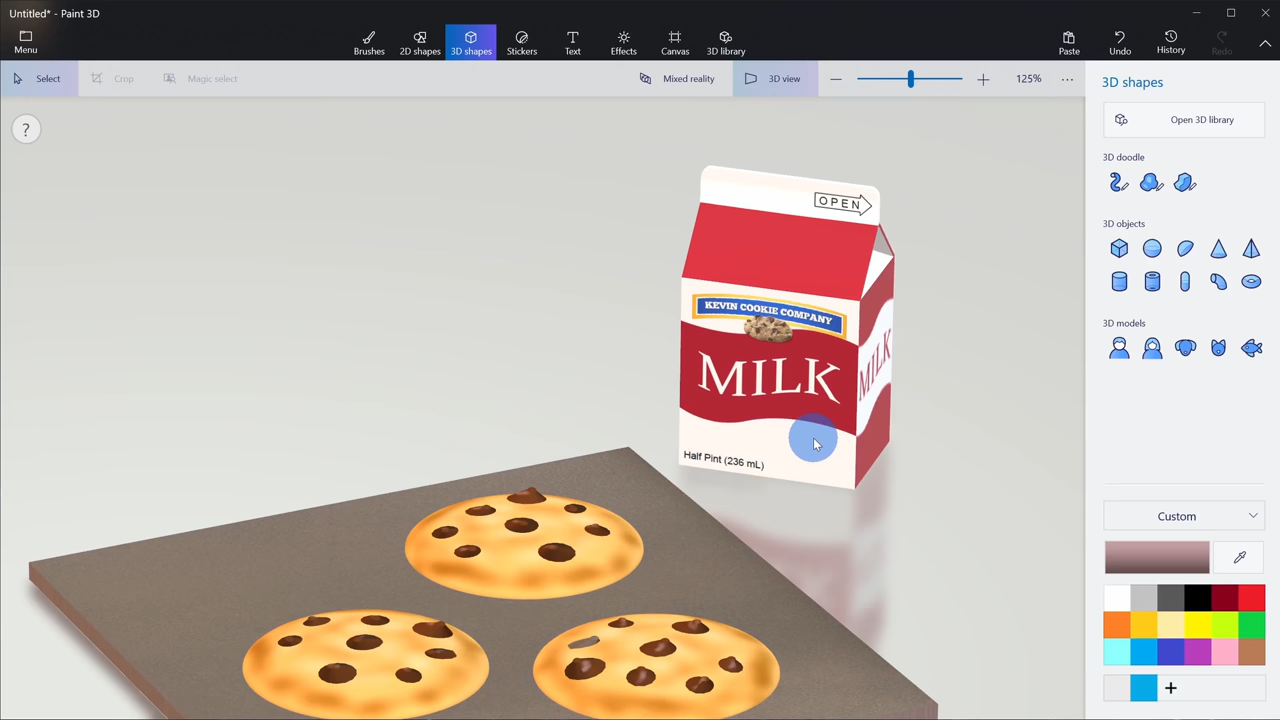 Untitled* - Paint 3D
Menu
Brushes
2D shapes
3D shapes
Stickers
Text
Effects
Canvas
3D library
Paste
Undo
History
Redo
Select
Crop
Magic select
Mixed reality
3D view
125%
?
3D shapes
Open 3D library
3D doodle
3D objects
3D models
Custom
OPEN
KEVIN COOKIE COMPANY
MILK
MILK
Half Pint (236 mL)